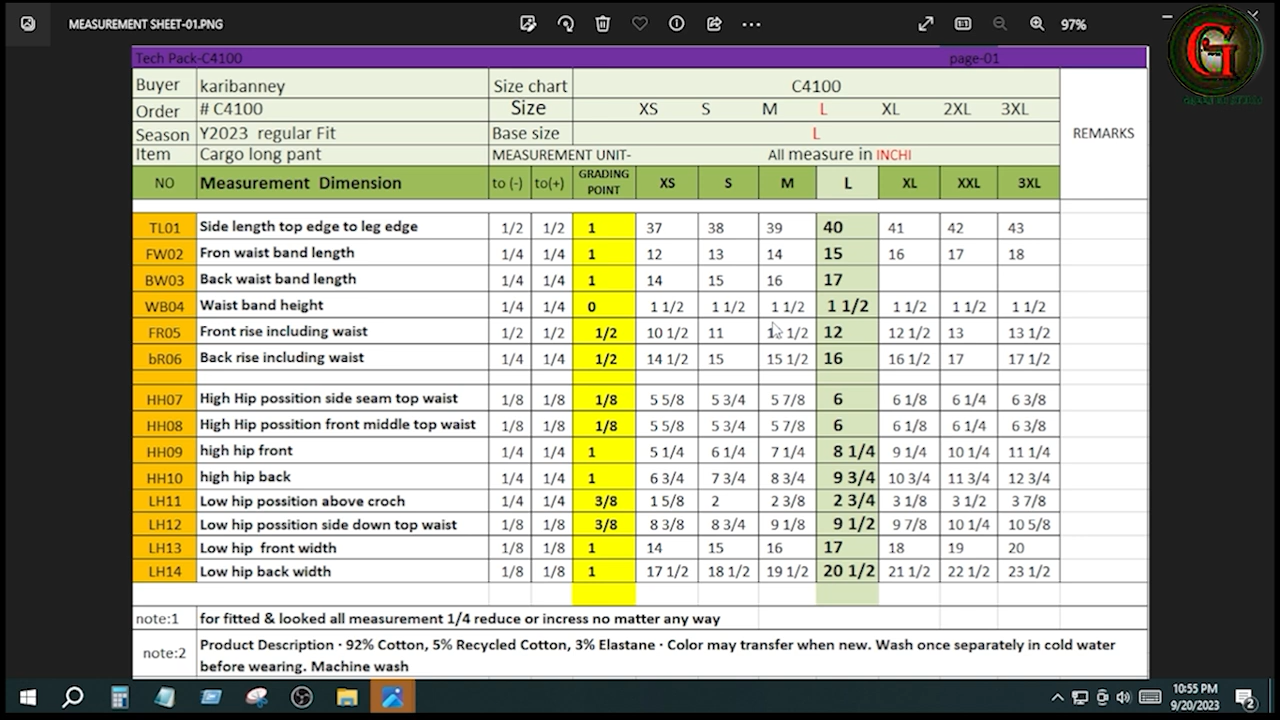 MEASUREMENT SHEET-01.PNG 97%
Tech Pack-C4100 page-01
Buyer karibanney Size chart C4100
Order # C4100 Size XS S M L XL 2XL 3XL
Season Y2023 regular Fit Base size L REMARKS
Item Cargo long pant MEASUREMENT UNIT- All measure in INCHI
NO Measurement Dimension to (-) to(+) GRADING POINT XS S M L XL XXL 3XL
TL01 Side length top edge to leg edge 1/2 1/2 1 37 38 39 40 41 42 43
FW02 Fron waist band length 1/4 1/4 1 12 13 14 15 16 17 18
BW03 Back waist band length 1/4 1/4 1 14 15 16 17
WB04 Waist band height 1/4 1/4 0 1 1/2 1 1/2 1 1/2 1 1/2 1 1/2 1 1/2 1 1/2
FR05 Front rise including waist 1/2 1/2 1/2 10 1/2 11 1/2 12 12 1/2 13 13 1/2
bR06 Back rise including waist 1/4 1/4 1/2 14 1/2 15 15 1/2 16 16 1/2 17 17 1/2
HH07 High Hip possition side seam top waist 1/8 1/8 1/8 5 5/8 5 3/4 5 7/8 6 6 1/8 6 1/4 6 3/8
HH08 High Hip possition front middle top waist 1/8 1/8 1/8 5 5/8 5 3/4 5 7/8 6 6 1/8 6 1/4 6 3/8
HH09 high hip front 1/4 1/4 1 5 1/4 6 1/4 7 1/4 8 1/4 9 1/4 10 1/4 11 1/4
HH10 high hip back 1/4 1/4 1 6 3/4 7 3/4 8 3/4 9 3/4 10 3/4 11 3/4 12 3/4
LH11 Low hip possition above croch 1/4 1/4 3/8 1 5/8 2 2 3/8 2 3/4 3 1/8 3 1/2 3 7/8
LH12 Low hip possition side down top waist 1/8 1/8 3/8 8 3/8 8 3/4 9 1/8 9 1/2 9 7/8 10 1/4 10 5/8
LH13 Low hip front width 1/8 1/8 1 14 15 16 17 18 19 20
LH14 Low hip back width 1/8 1/8 1 17 1/2 18 1/2 19 1/2 20 1/2 21 1/2 22 1/2 23 1/2
note:1 for fitted & looked all measurement 1/4 reduce or incress no matter any way
note:2 Product Description · 92% Cotton, 5% Recycled Cotton, 3% Elastane · Color may transfer when new. Wash once separately in cold water
before wearing. Machine wash
10:55 PM
9/20/2023
2
G